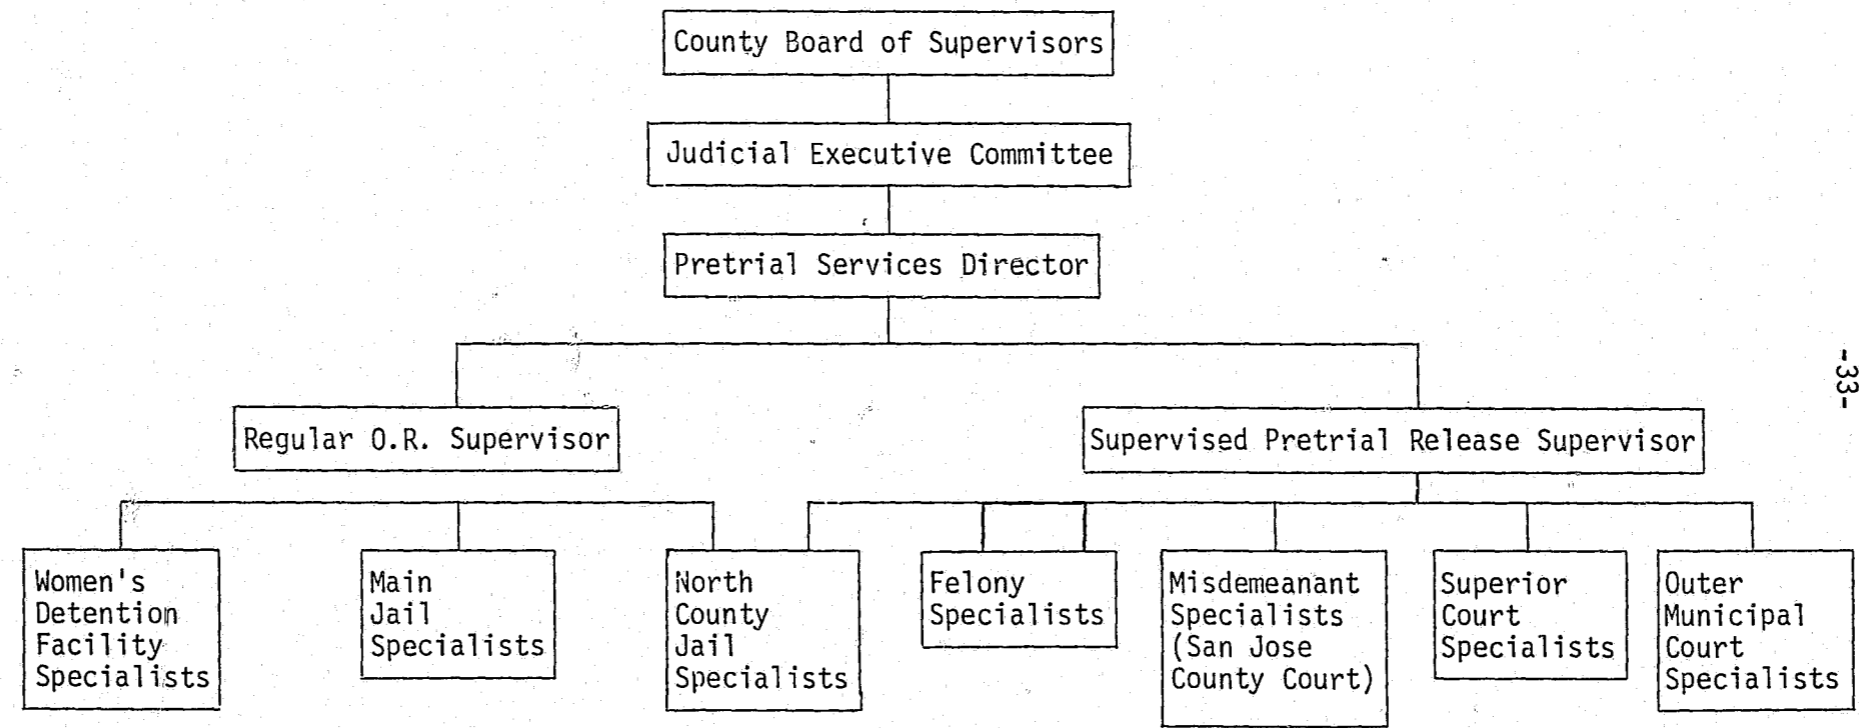 County Board of Supervisors
Judicial Executive Committee
Pretrial Services Director
-33-
Regular O.R. Supervisor
Supervised Pretrial Release Supervisor
Women's
Detention
Facility
Specialists
Main
Jail
Specialists
North
County
Jail
Specialists
Felony
Specialists
Misdemeanant
Specialists
(San Jose
County Court)
Superior
Court
Specialists
Outer
Municipal
Court
Specialists